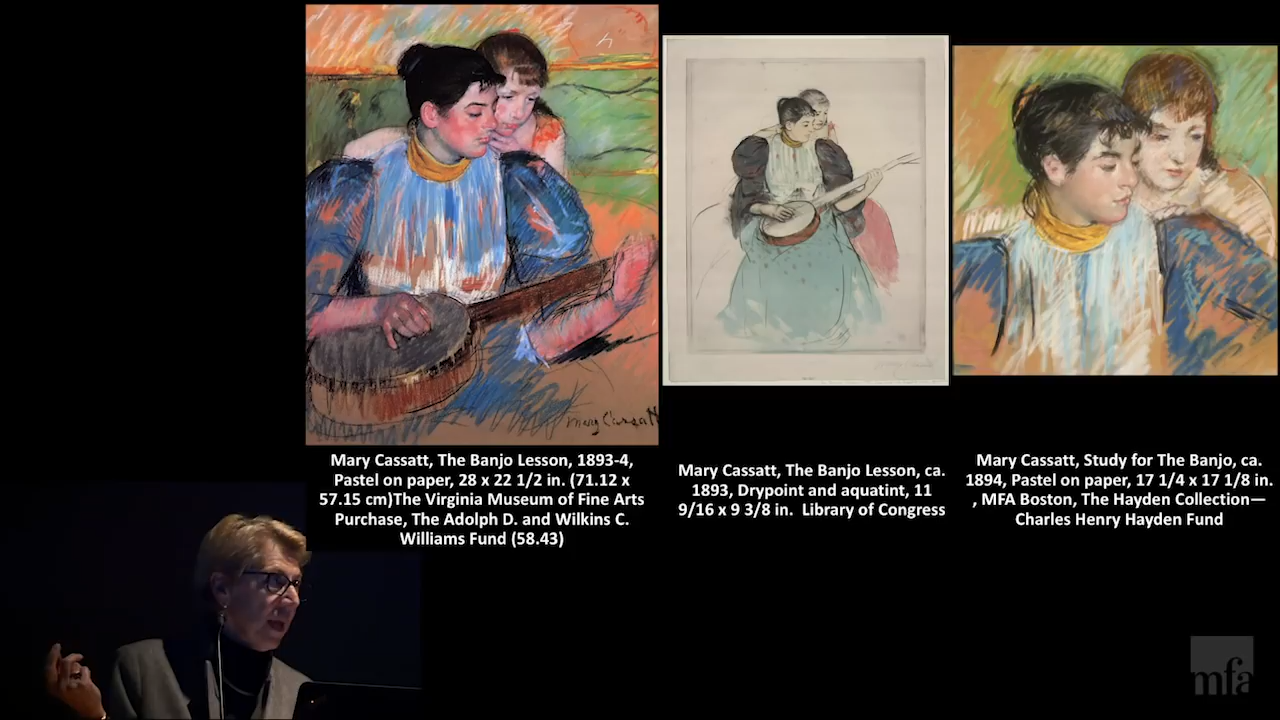 Mary Cassatt
Mary Cassatt, The Banjo Lesson, 1893-4,
Pastel on paper, 28 x 22 1/2 in. (71.12 x
57.15 cm)The Virginia Museum of Fine Arts
Purchase, The Adolph D. and Wilkins C.
Williams Fund (58.43)
Mary Cassatt, The Banjo Lesson, ca.
1893, Drypoint and aquatint, 11
9/16 x 9 3/8 in. Library of Congress
Mary Cassatt, Study for The Banjo, ca.
1894, Pastel on paper, 17 1/4 x 17 1/8 in.
, MFA Boston, The Hayden Collection—
Charles Henry Hayden Fund
mfa